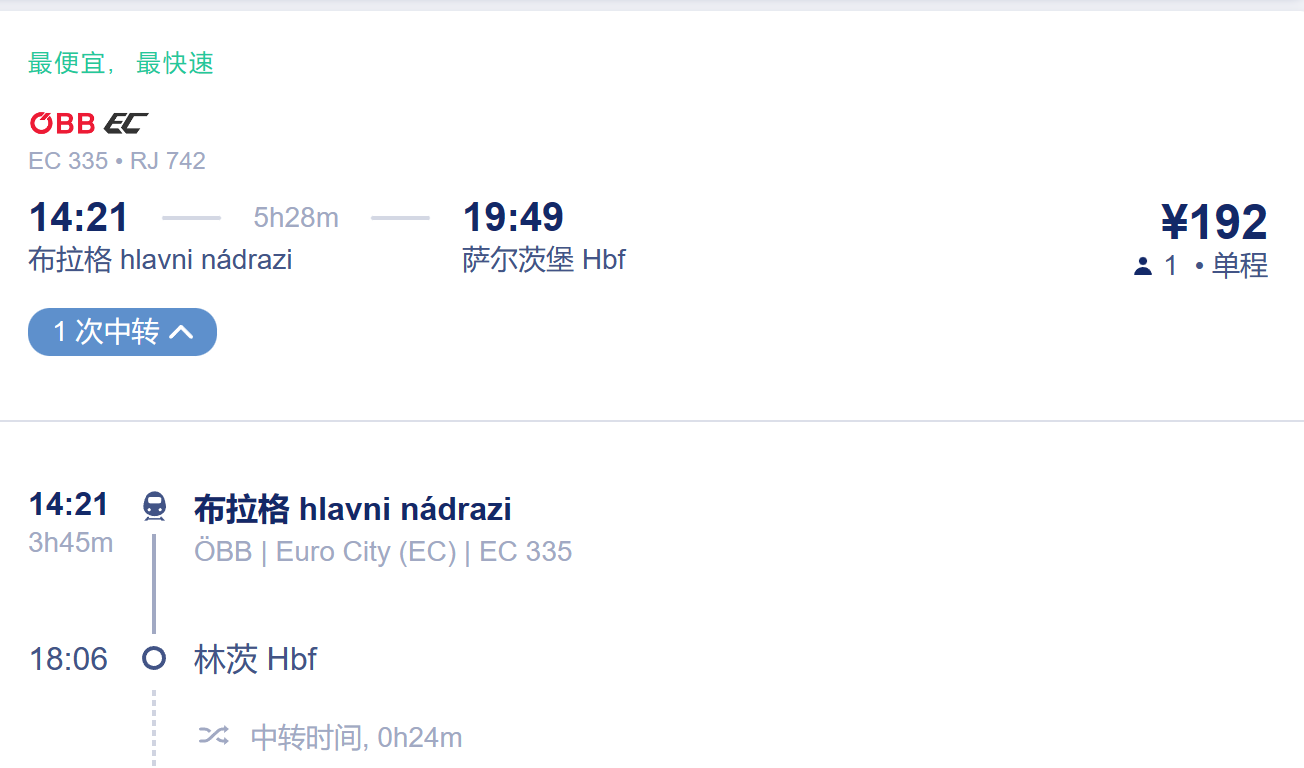 最便宜, 最快速
ÖBB EC
EC 335 • RJ 742
14:21 5h28m 19:49
布拉格 hlavni nádrazi 萨尔茨堡 Hbf
¥192
1 • 单程
1 次中转
14:21 布拉格 hlavni nádrazi
3h45m ÖBB | Euro City (EC) | EC 335
18:06 林茨 Hbf
中转时间, 0h24m